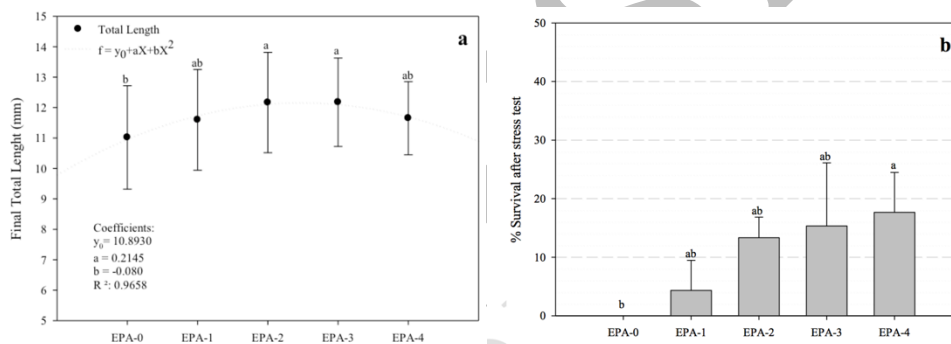 15
14
13
12
11
10
9
8
7
6
5
Final Total Lenght (mm)
Total Length
f = y0+aX+bX2
a
b
ab
a
a
ab
Coefficients:
y0= 10.8930
a = 0.2145
b = -0.080
R ²: 0.9658
EPA-0 EPA-1 EPA-2 EPA-3 EPA-4
50
40
30
20
10
0
% Survival after stress test
b
b
ab
ab
ab
a
EPA-0 EPA-1 EPA-2 EPA-3 EPA-4